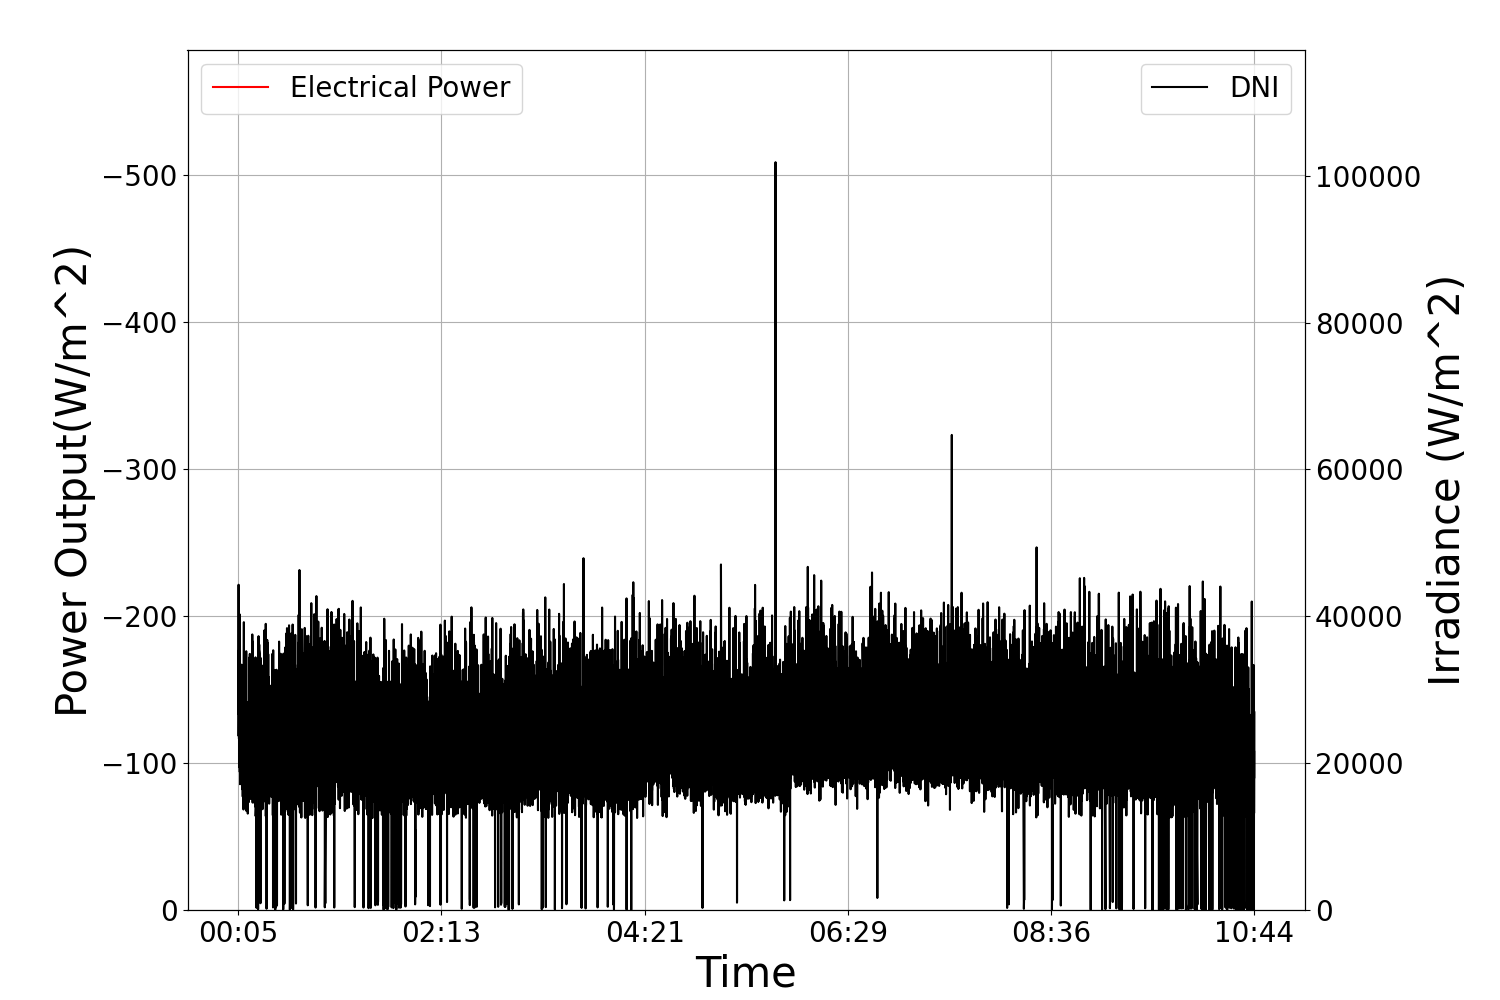 Electrical Power
DNI
Power Output(W/m^2)
−500
−400
−300
−200
−100
0
100000
80000
60000
40000
20000
0
Irradiance (W/m^2)
00:05 02:13 04:21 06:29 08:36 10:44
Time